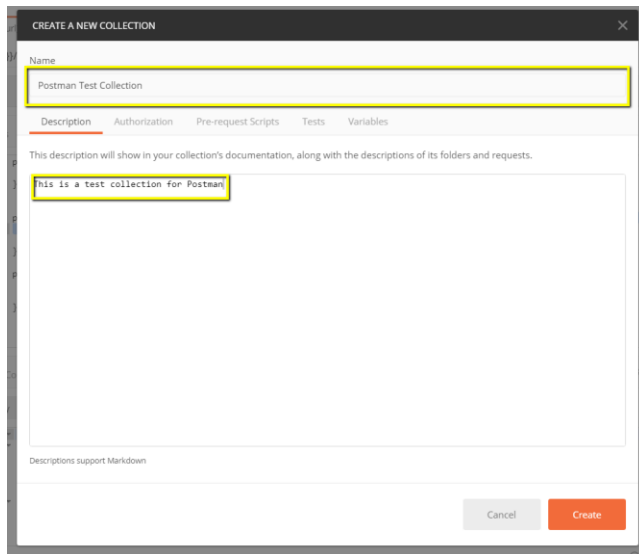 CREATE A NEW COLLECTION
Name
Postman Test Collection
Description Authorization Pre-request Scripts Tests Variables
This description will show in your collection's documentation, along with the descriptions of its folders and requests.
This is a test collection for Postman
Descriptions support Markdown
Cancel Create